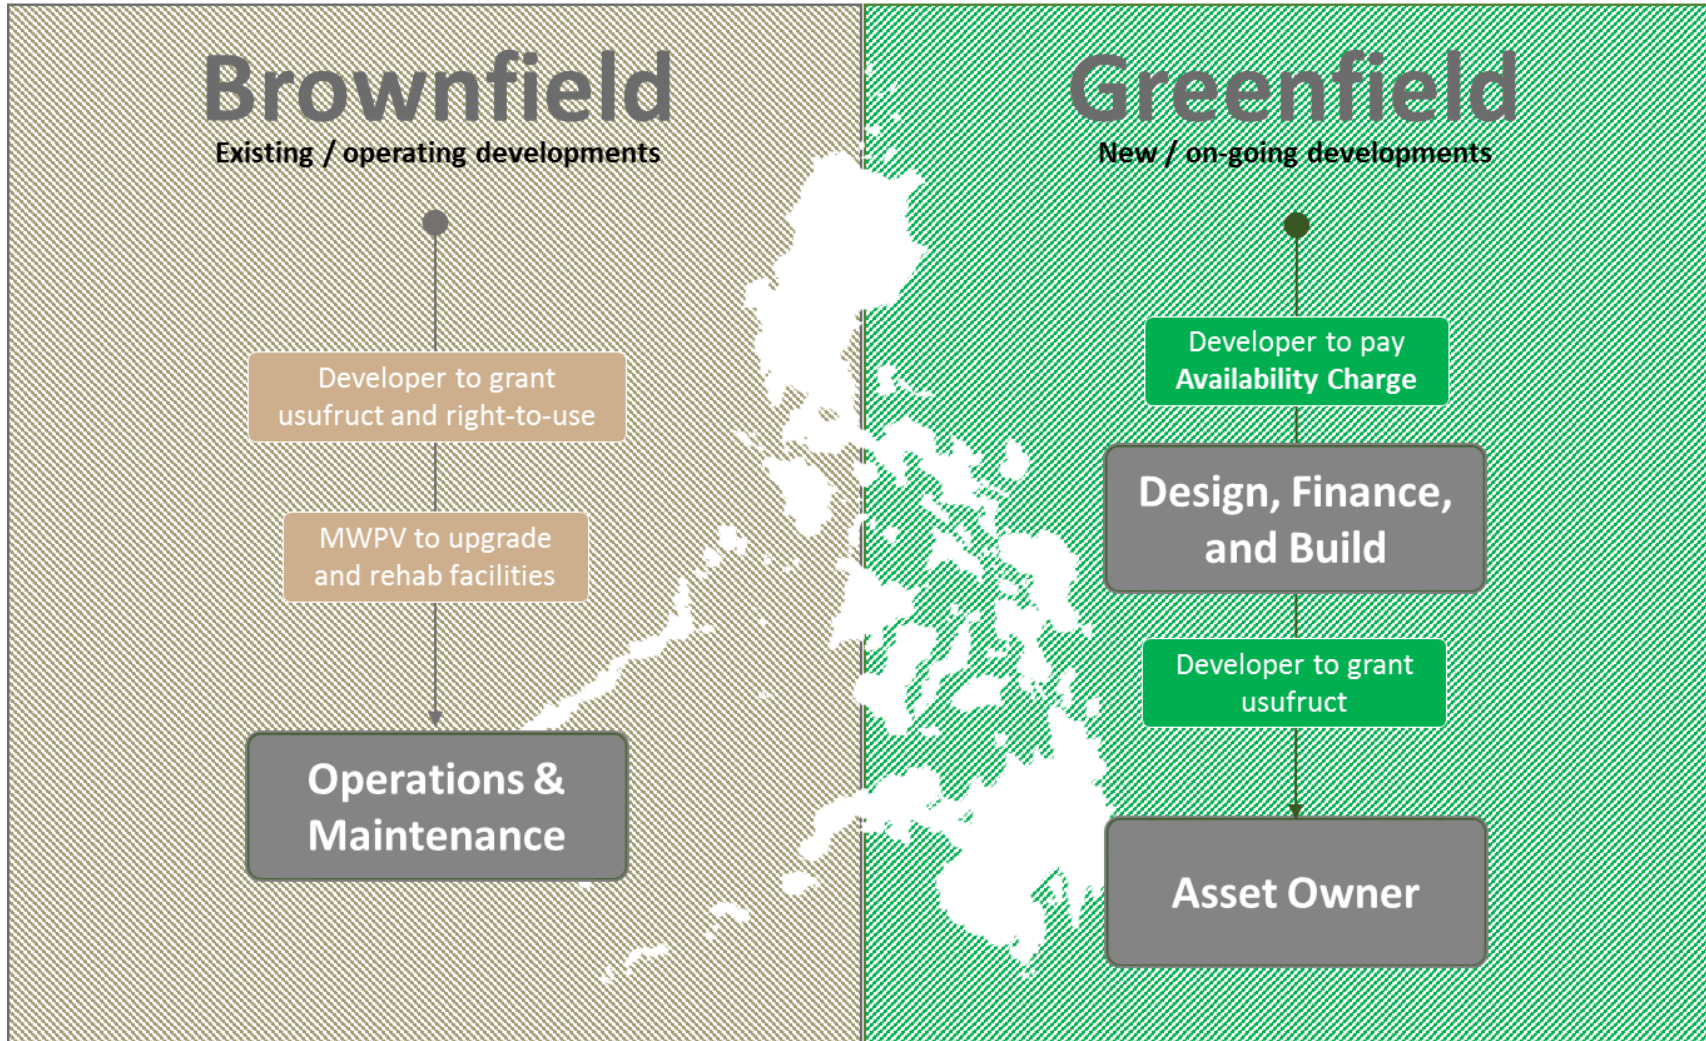 Brownfield
Existing / operating developments
Developer to grant
usufruct and right-to-use
MWPV to upgrade
and rehab facilities
Operations &
Maintenance
Greenfield
New / on-going developments
Developer to pay
Availability Charge
Design, Finance,
and Build
Developer to grant
usufruct
Asset Owner